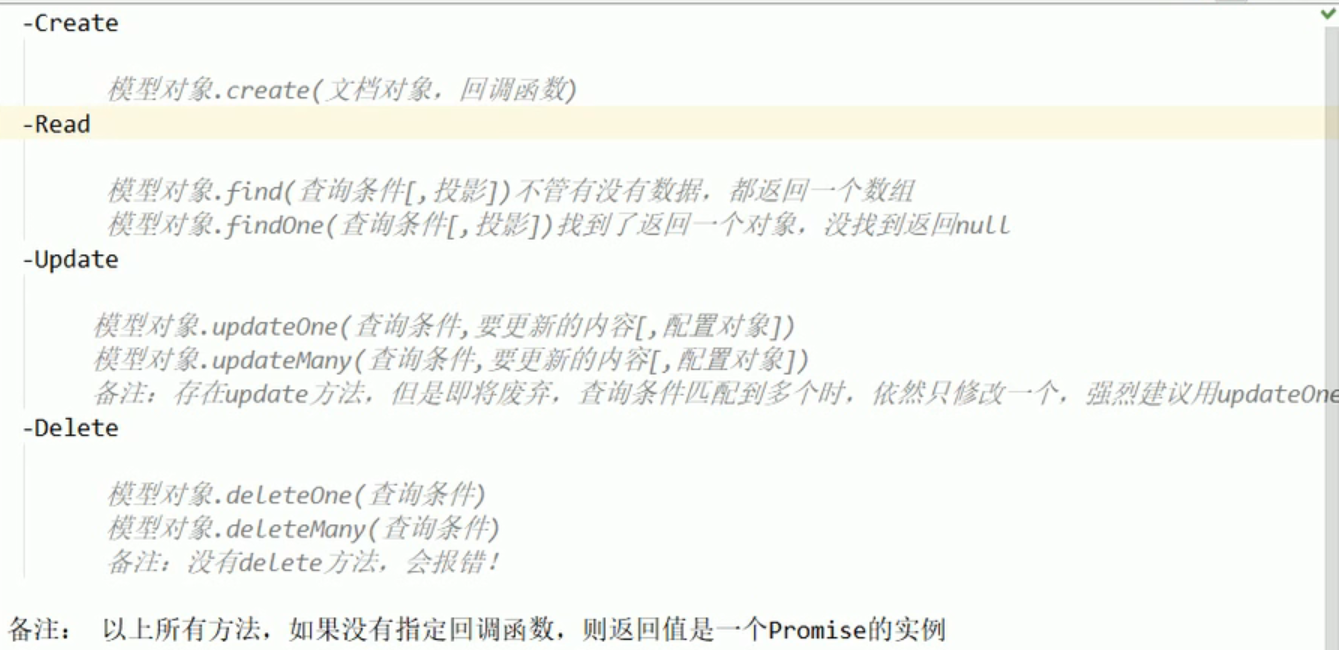 -Create
模型对象.create(文档对象，回调函数)
-Read
模型对象.find(查询条件[,投影])不管有没有数据，都返回一个数组
模型对象.findOne(查询条件[,投影])找到了返回一个对象，没找到返回null
-Update
模型对象.updateOne(查询条件,要更新的内容[,配置对象])
模型对象.updateMany(查询条件,要更新的内容[,配置对象])
备注：存在update方法，但是即将废弃，查询条件匹配到多个时，依然只修改一个，强烈建议用updateOne
-Delete
模型对象.deleteOne(查询条件)
模型对象.deleteMany(查询条件)
备注：没有delete方法，会报错！
备注： 以上所有方法，如果没有指定回调函数，则返回值是一个Promise的实例